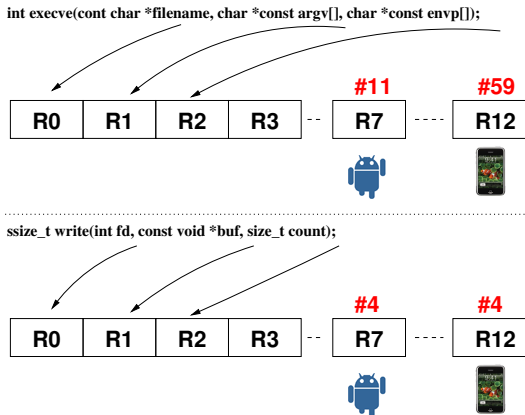 int execve(cont char *filename, char *const argv[], char *const envp[]);
#11 #59
R0 R1 R2 R3 R7 R12
ssize_t write(int fd, const void *buf, size_t count);
#4 #4
R0 R1 R2 R3 R7 R12